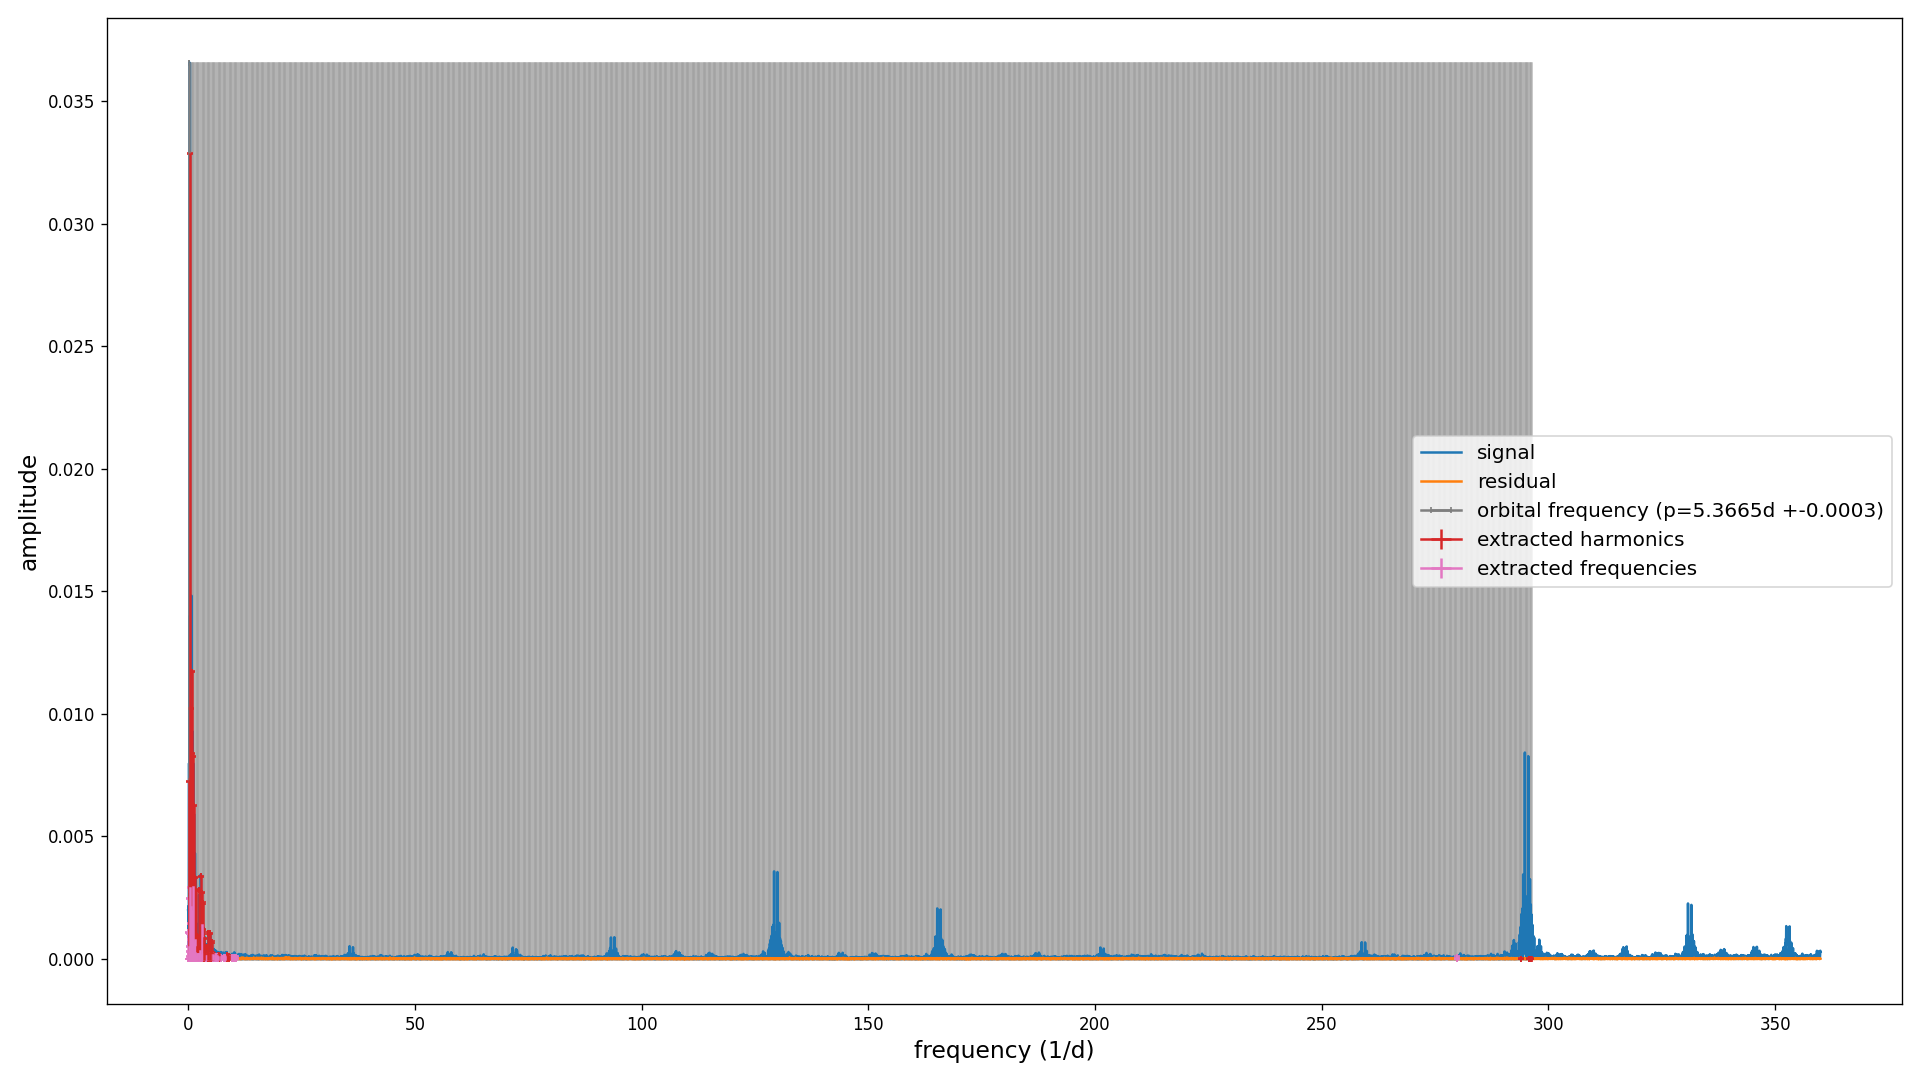 0.035
0.030
0.025
0.020
0.015
0.010
0.005
0.000
amplitude
0
50
100
150
200
250
300
350
frequency (1/d)
signal
residual
orbital frequency (p=5.3665d +-0.0003)
extracted harmonics
extracted frequencies